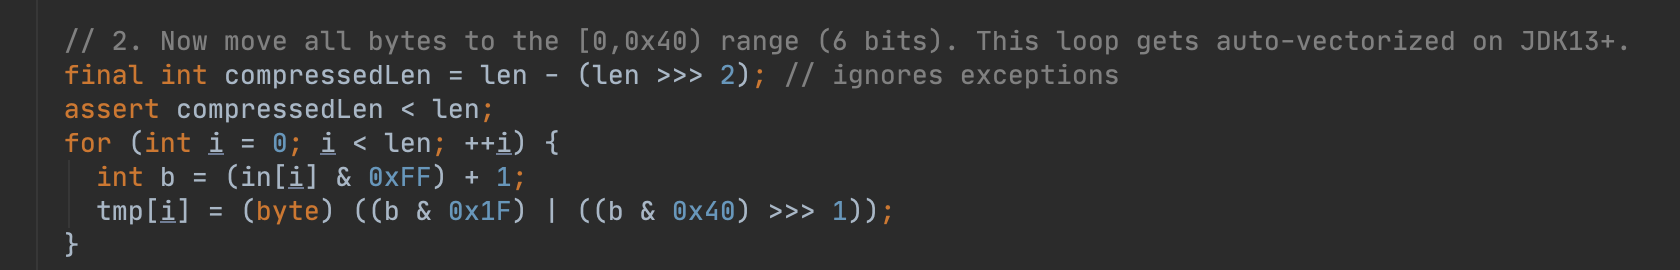 // 2. Now move all bytes to the [0,0x40) range (6 bits). This loop gets auto-vectorized on JDK13+.
final int compressedLen = len - (len >>> 2); // ignores exceptions
assert compressedLen < len;
for (int i = 0; i < len; ++i) {
  int b = (in[i] & 0xFF) + 1;
  tmp[i] = (byte) ((b & 0x1F) | ((b & 0x40) >>> 1));
}